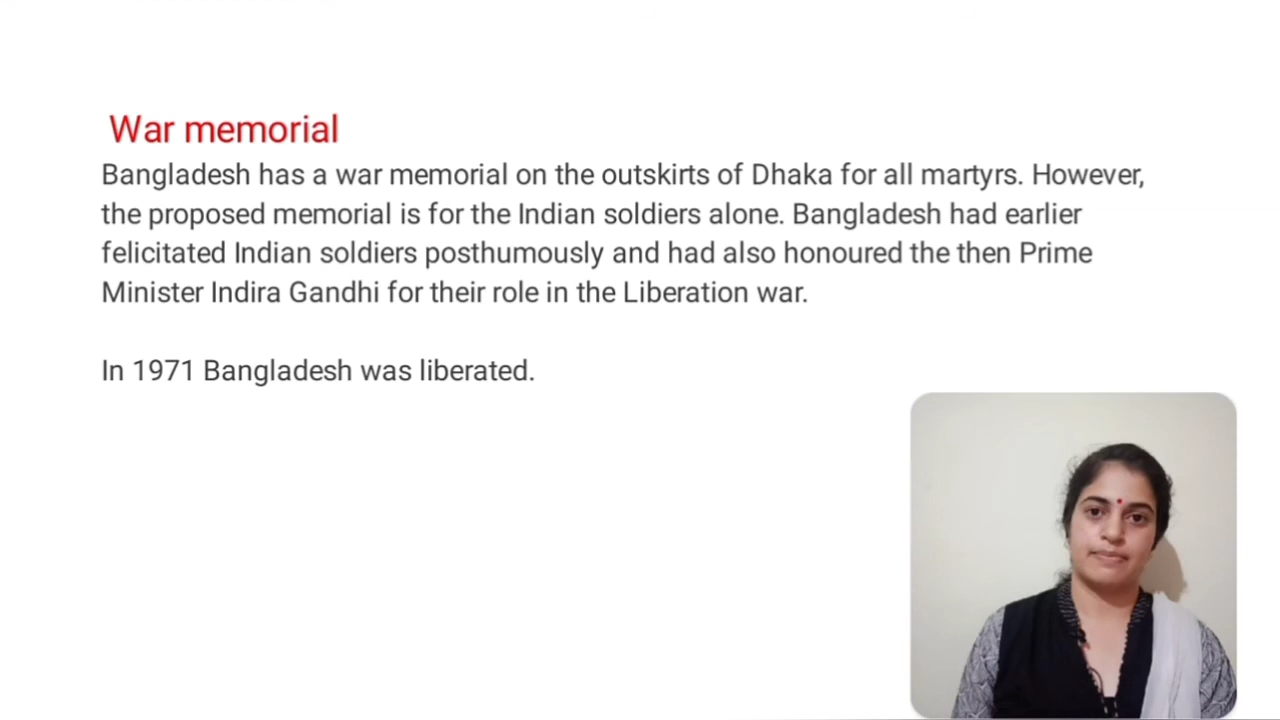 War memorial
Bangladesh has a war memorial on the outskirts of Dhaka for all martyrs. However,
the proposed memorial is for the Indian soldiers alone. Bangladesh had earlier
felicitated Indian soldiers posthumously and had also honoured the then Prime
Minister Indira Gandhi for their role in the Liberation war.
In 1971 Bangladesh was liberated.